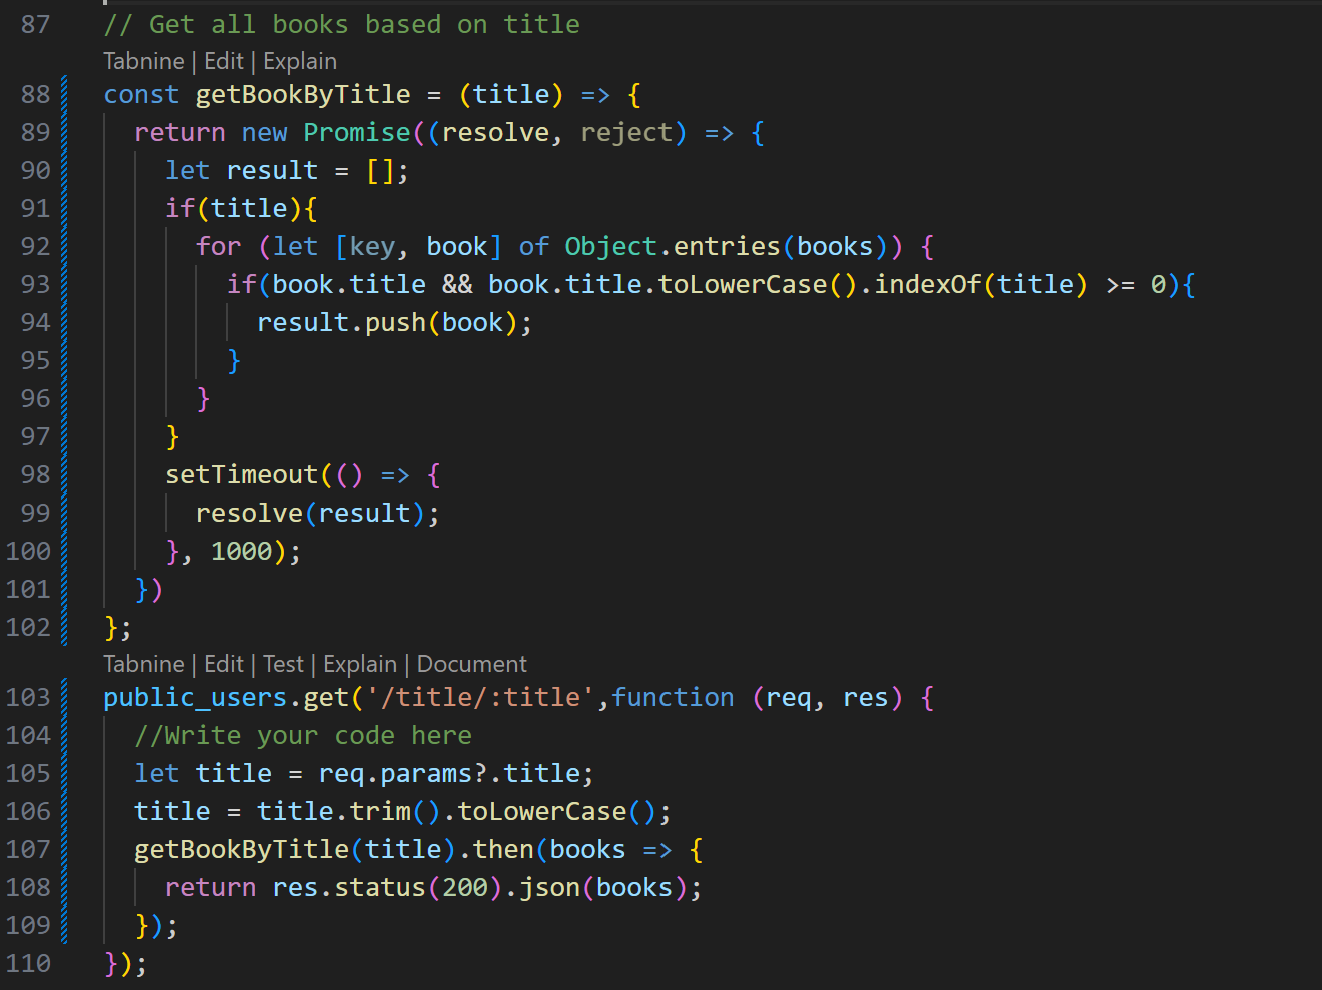 87 // Get all books based on title
Tabnine | Edit | Explain
88 const getBookByTitle = (title) => {
89   return new Promise((resolve, reject) => {
90     let result = [];
91     if(title){
92       for (let [key, book] of Object.entries(books)) {
93         if(book.title && book.title.toLowerCase().indexOf(title) >= 0){
94           result.push(book);
95         }
96       }
97     }
98     setTimeout(() => {
99       resolve(result);
100     }, 1000);
101   })
102 };
Tabnine | Edit | Test | Explain | Document
103 public_users.get('/title/:title',function (req, res) {
104   //Write your code here
105   let title = req.params?.title;
106   title = title.trim().toLowerCase();
107   getBookByTitle(title).then(books => {
108     return res.status(200).json(books);
109   });
110 });